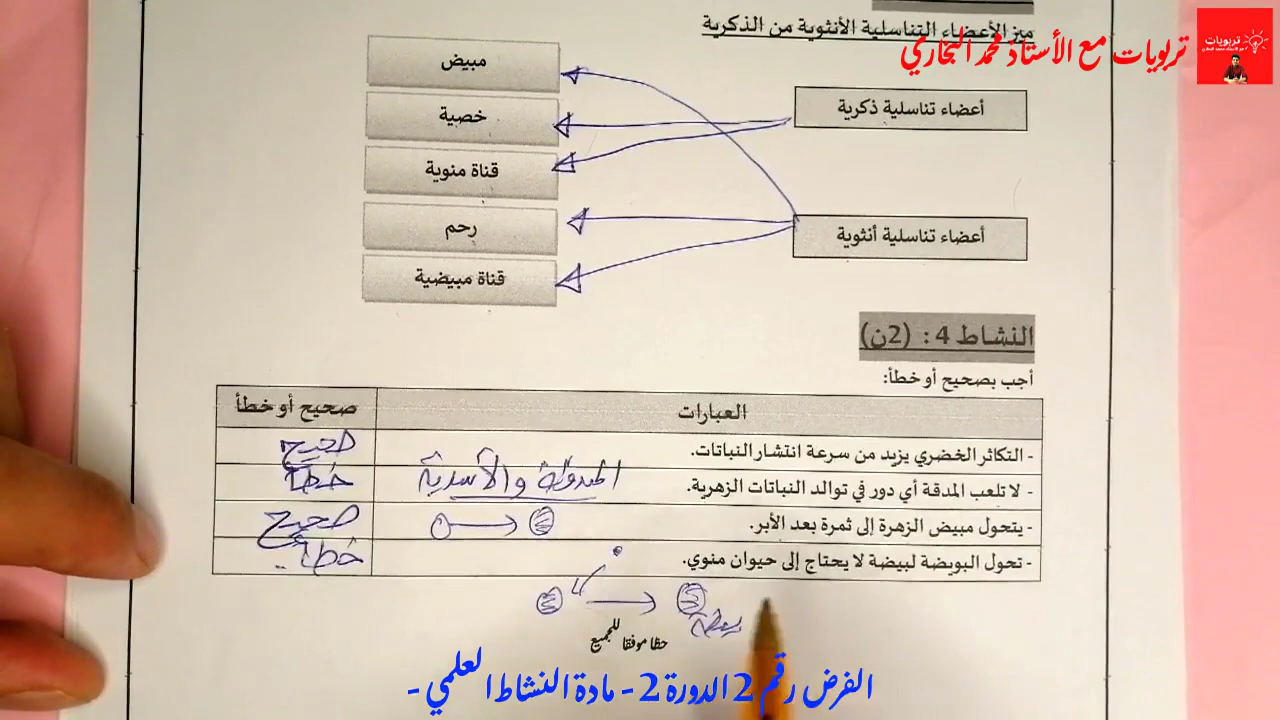 ميز الأعضاء التناسلية الأنثوية من الذكرية
تربويات
تربويات مع الأستاذ محمد البخاري
أعضاء تناسلية ذكرية
أعضاء تناسلية أنثوية
مبيض
خصية
قناة منوية
رحم
قناة مبيضية
النشاط 4 : (2ن)
أجب بصحيح أو خطأ:
العبارات صحيح أو خطأ
- التكاثر الخضري يزيد من سرعة انتشار النباتات. صحيح
- لا تلعب المدقة أي دور في توالد النباتات الزهرية. المدقة والأسدية خطأ
- يتحول مبيض الزهرة إلى ثمرة بعد الأبر. صحيح
- تحول البويضة لبيضة لا يحتاج إلى حيوان منوي. خطأ
بيضة
حظا موفقا للجميع
الفرض رقم 2 الدورة 2 - مادة النشاط العلمي -